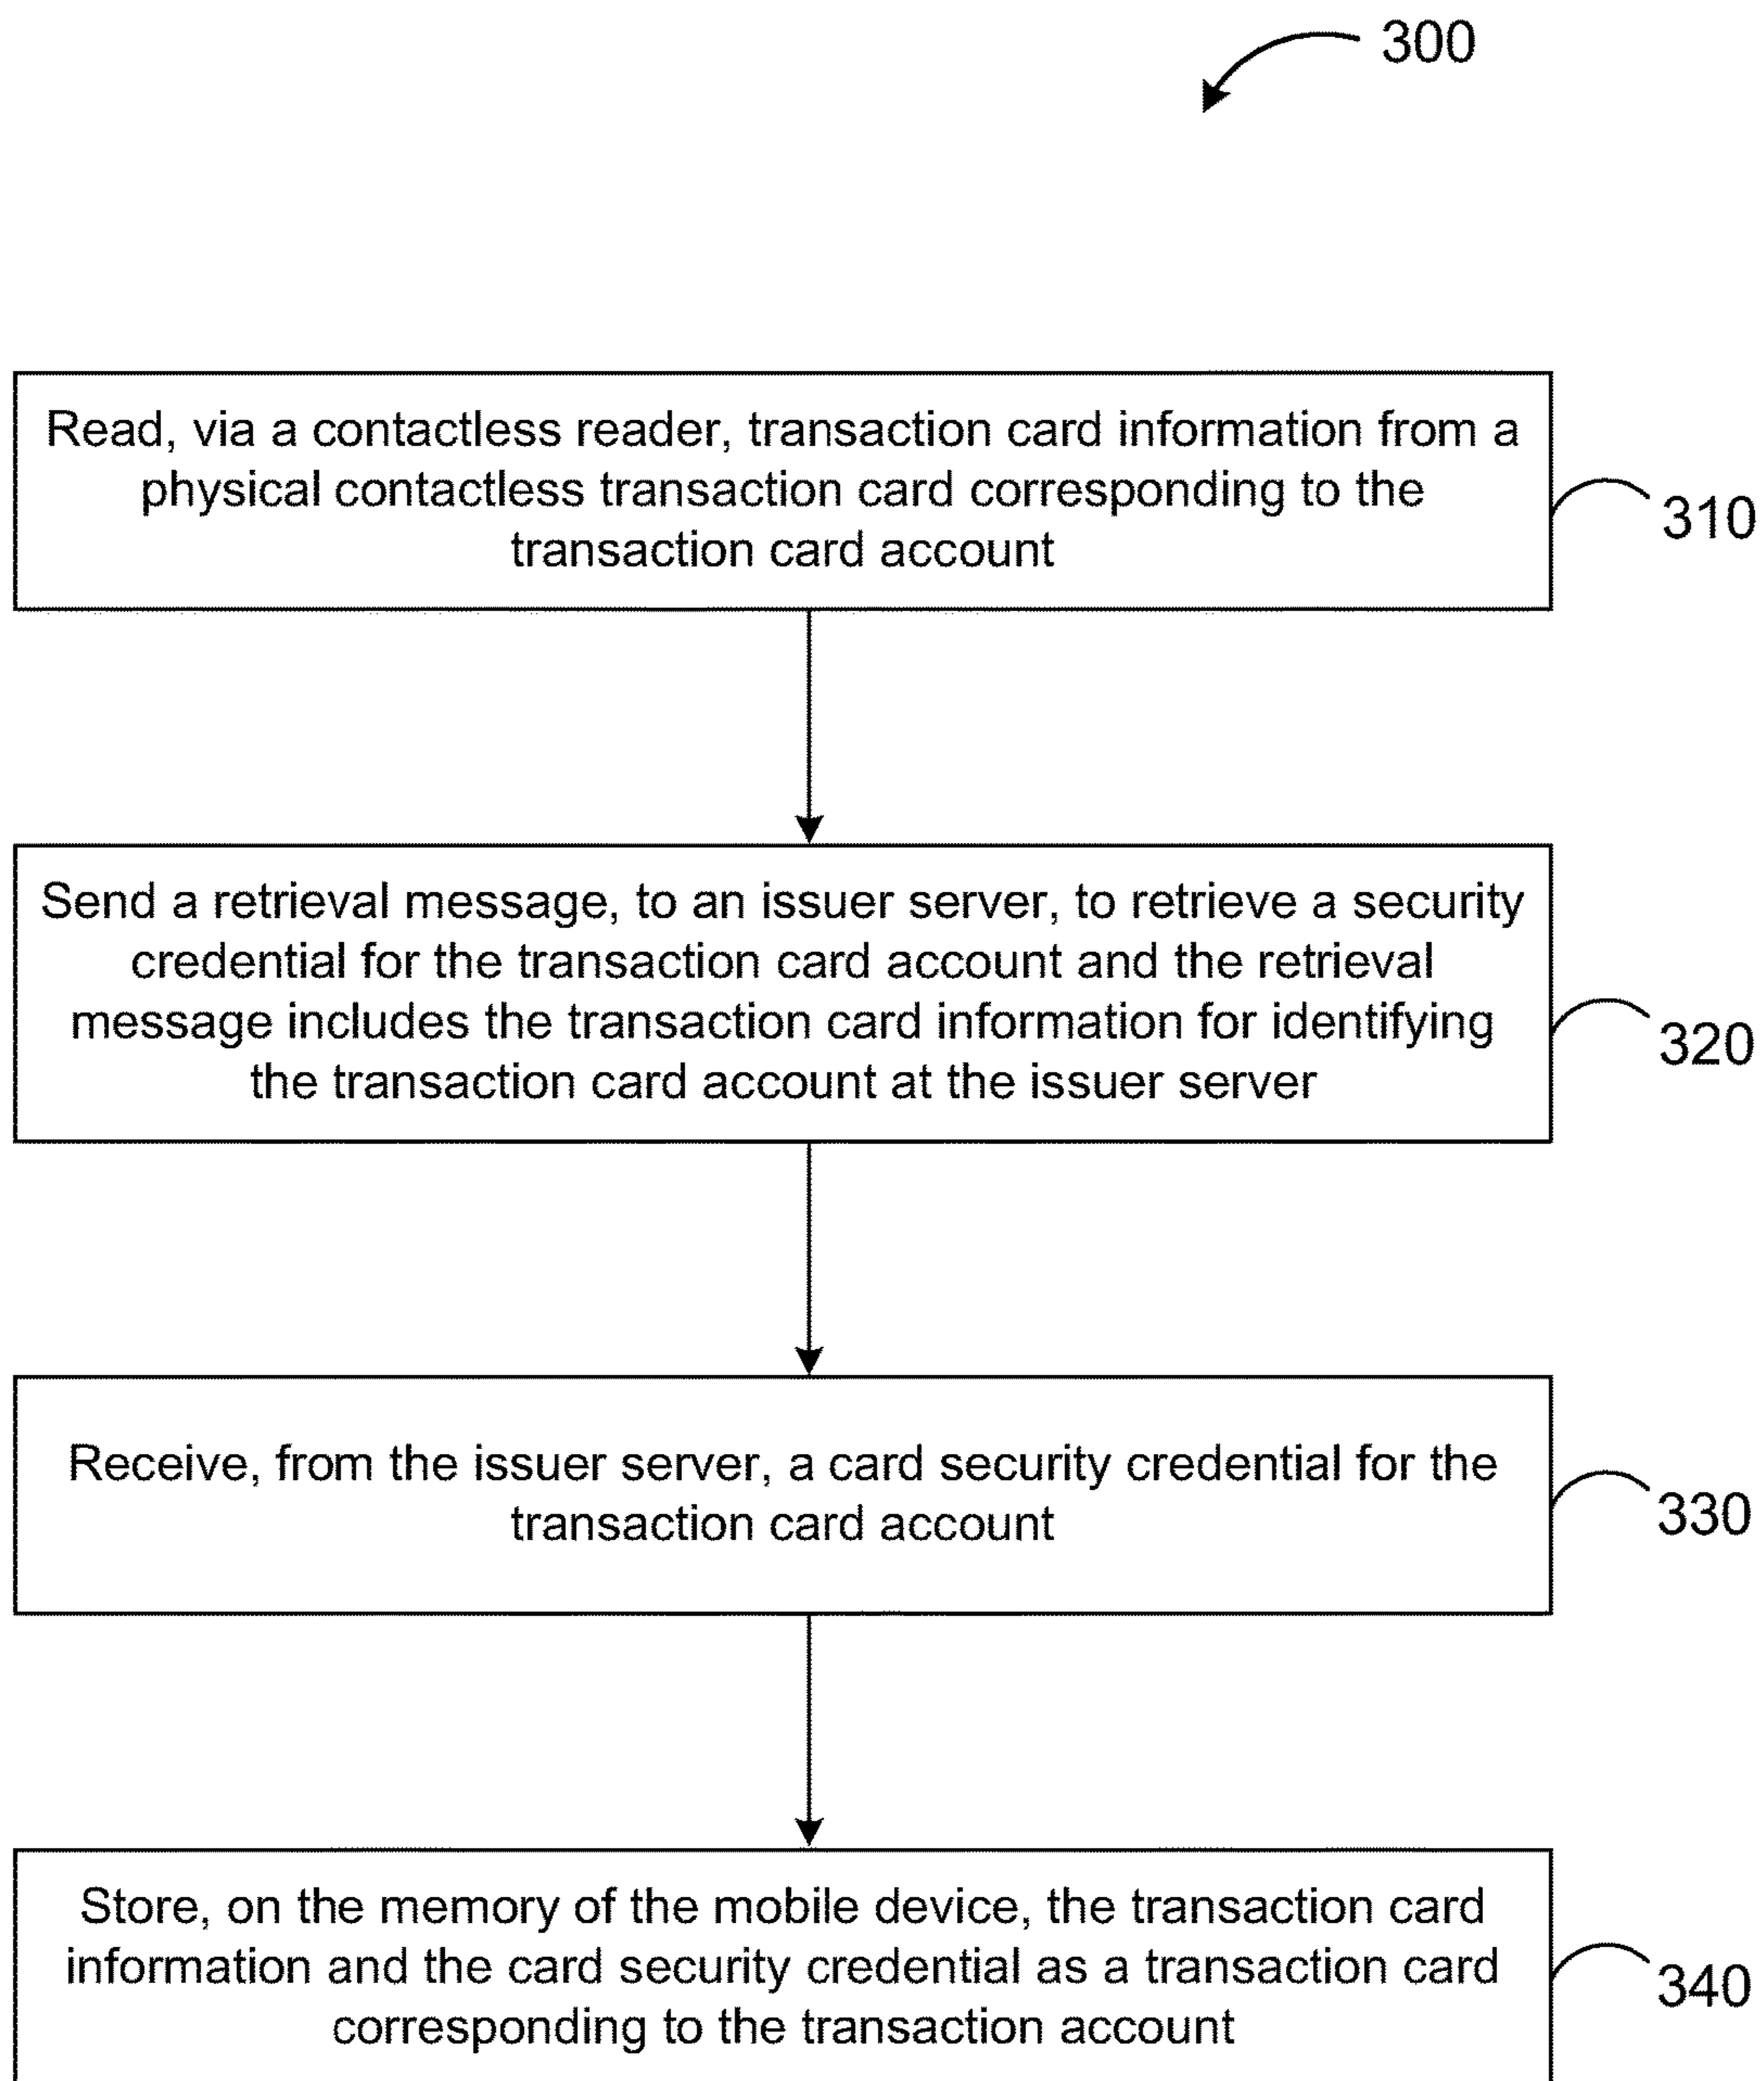 300
Read, via a contactless reader, transaction card information from a
physical contactless transaction card corresponding to the
transaction card account
310
Send a retrieval message, to an issuer server, to retrieve a security
credential for the transaction card account and the retrieval
message includes the transaction card information for identifying
the transaction card account at the issuer server
320
Receive, from the issuer server, a card security credential for the
transaction card account
330
Store, on the memory of the mobile device, the transaction card
information and the card security credential as a transaction card
corresponding to the transaction account
340